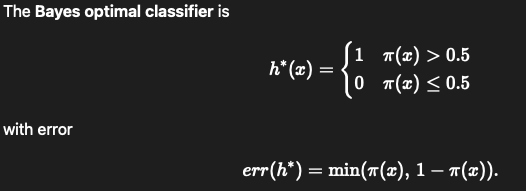 The Bayes optimal classifier is
h*(x) = { 1 π(x) > 0.5
0 π(x) ≤ 0.5
with error
err(h*) = min(π(x), 1 − π(x)).